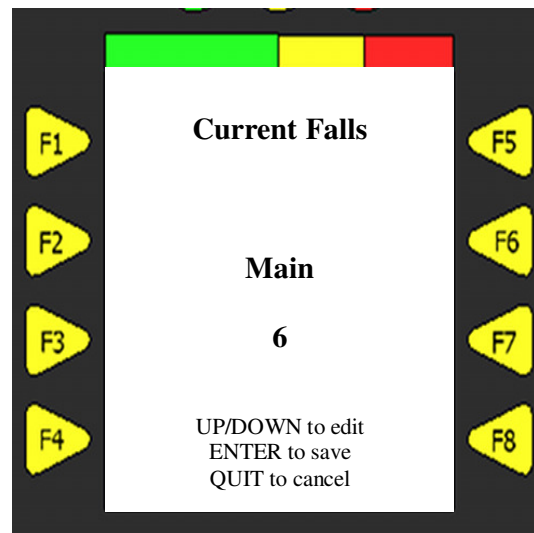 Current Falls
F1
F5
F2
F6
Main
F3
6
F7
UP/DOWN to edit
F4
ENTER to save
F8
QUIT to cancel